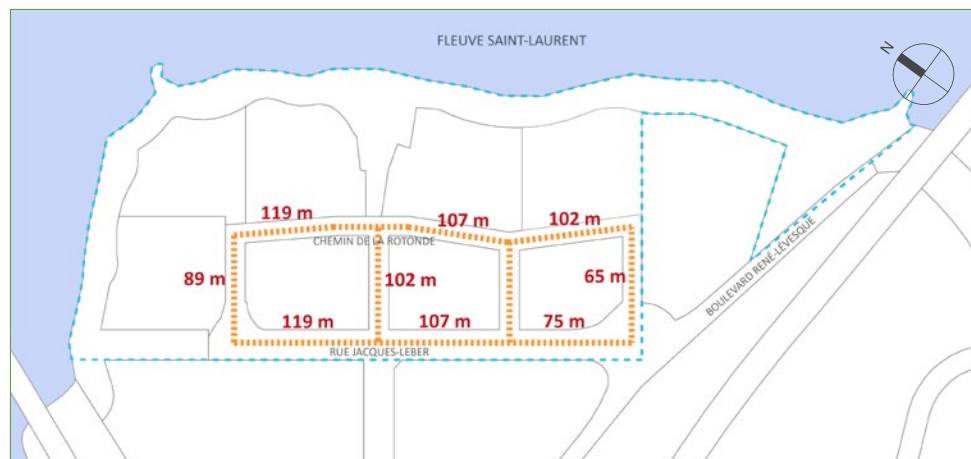 FLEUVE SAINT-LAURENT
N
119 m
107 m
102 m
CHEMIN DE LA ROTONDE
89 m
102 m
65 m
BOULEVARD RENÉ-LÉVESQUE
119 m
107 m
75 m
RUE JACQUES-LEBER